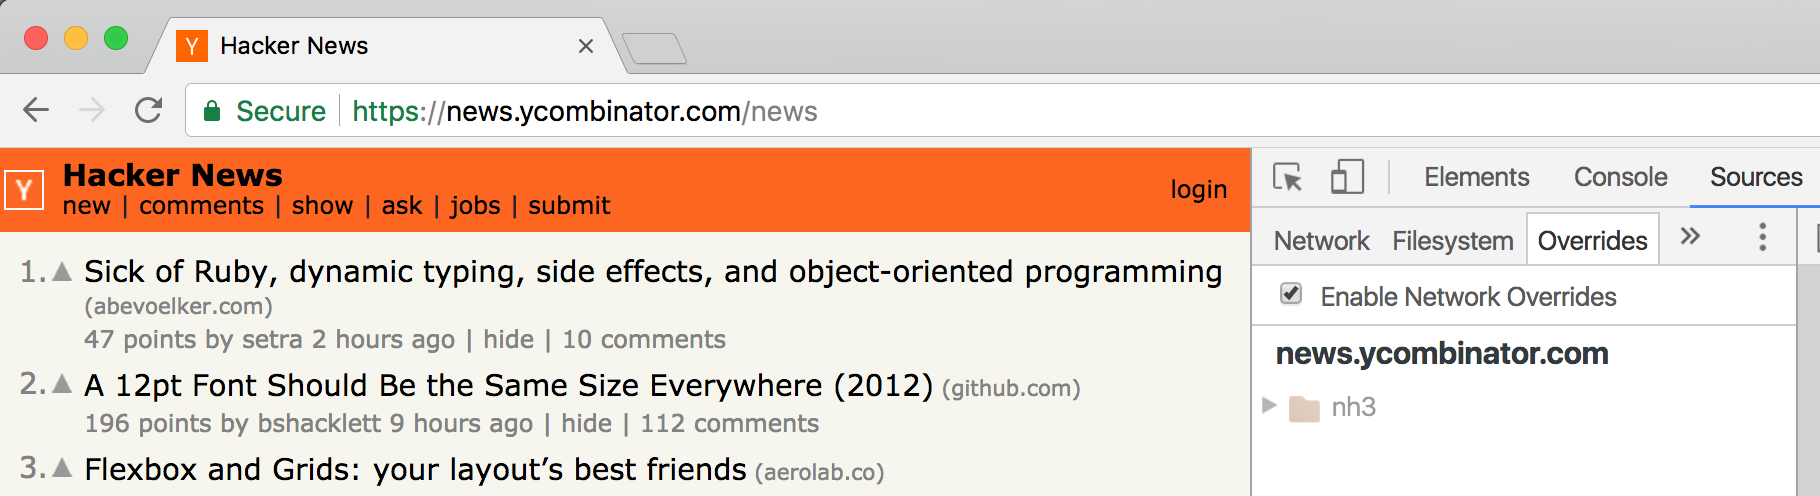 Y Hacker News
Secure https://news.ycombinator.com/news
Y Hacker News
new | comments | show | ask | jobs | submit
login
1. Sick of Ruby, dynamic typing, side effects, and object-oriented programming
(abevoelker.com)
47 points by setra 2 hours ago | hide | 10 comments
2. A 12pt Font Should Be the Same Size Everywhere (2012) (github.com)
196 points by bshacklett 9 hours ago | hide | 112 comments
3. Flexbox and Grids: your layout’s best friends (aerolab.co)
Elements Console Sources
Network Filesystem Overrides »
Enable Network Overrides
news.ycombinator.com
nh3